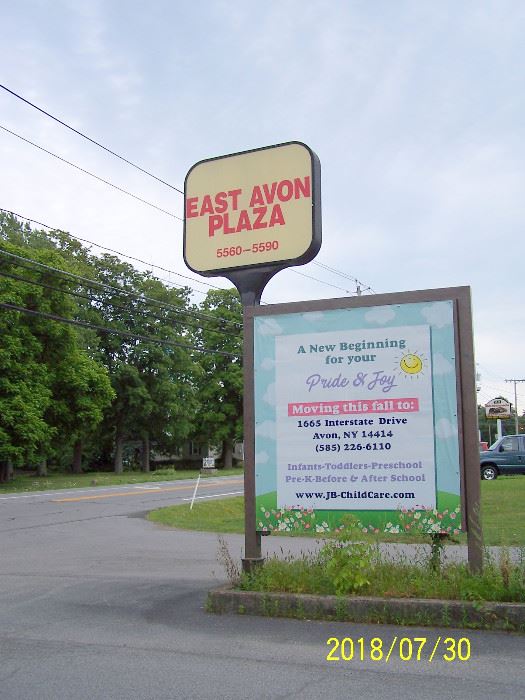 EAST AVON
PLAZA
5560-5590
A New Beginning
for your
Pride & Joy
Moving this fall to:
1665 Interstate Drive
Avon, NY 14414
(585) 226-6110
Infants-Toddlers-Preschool
Pre-K-Before & After School
www.JB-ChildCare.com
2018/07/30